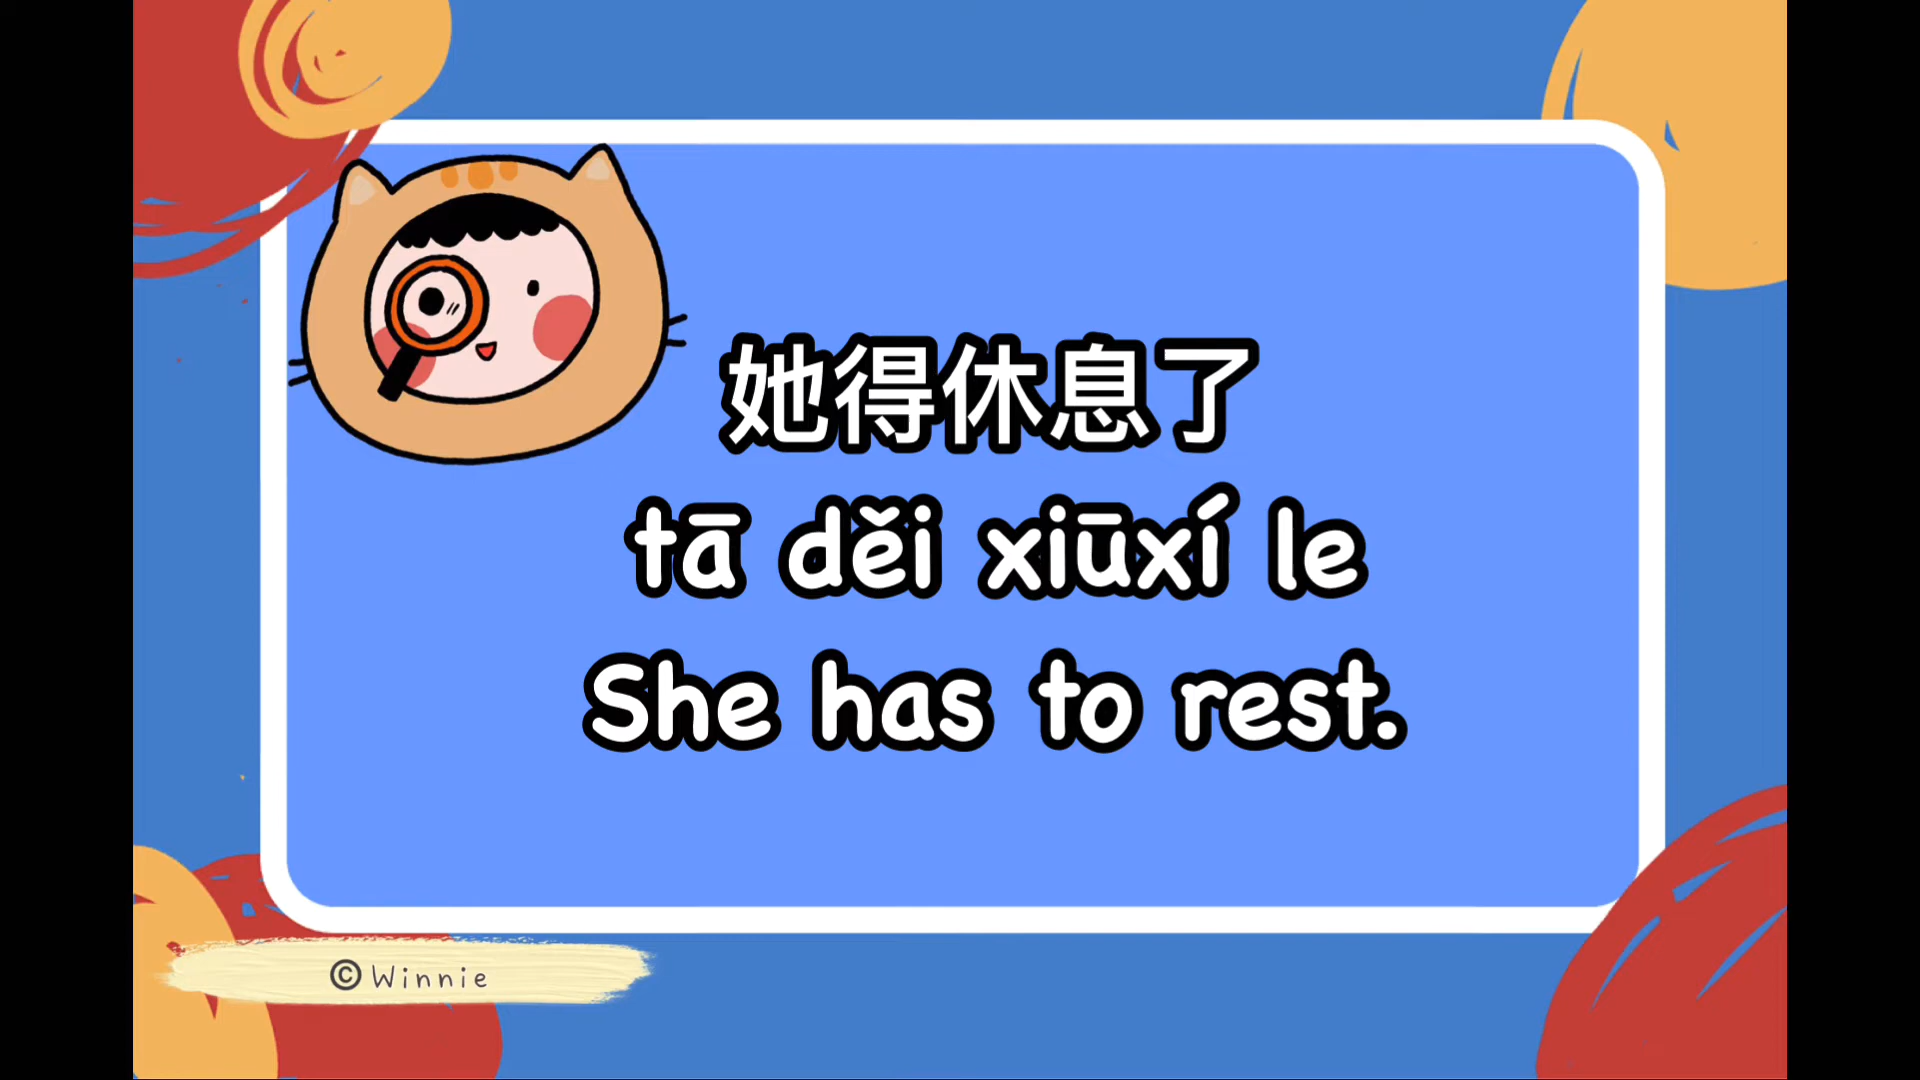 她得休息了
tā děi xiūxí le
She has to rest.
© Winnie